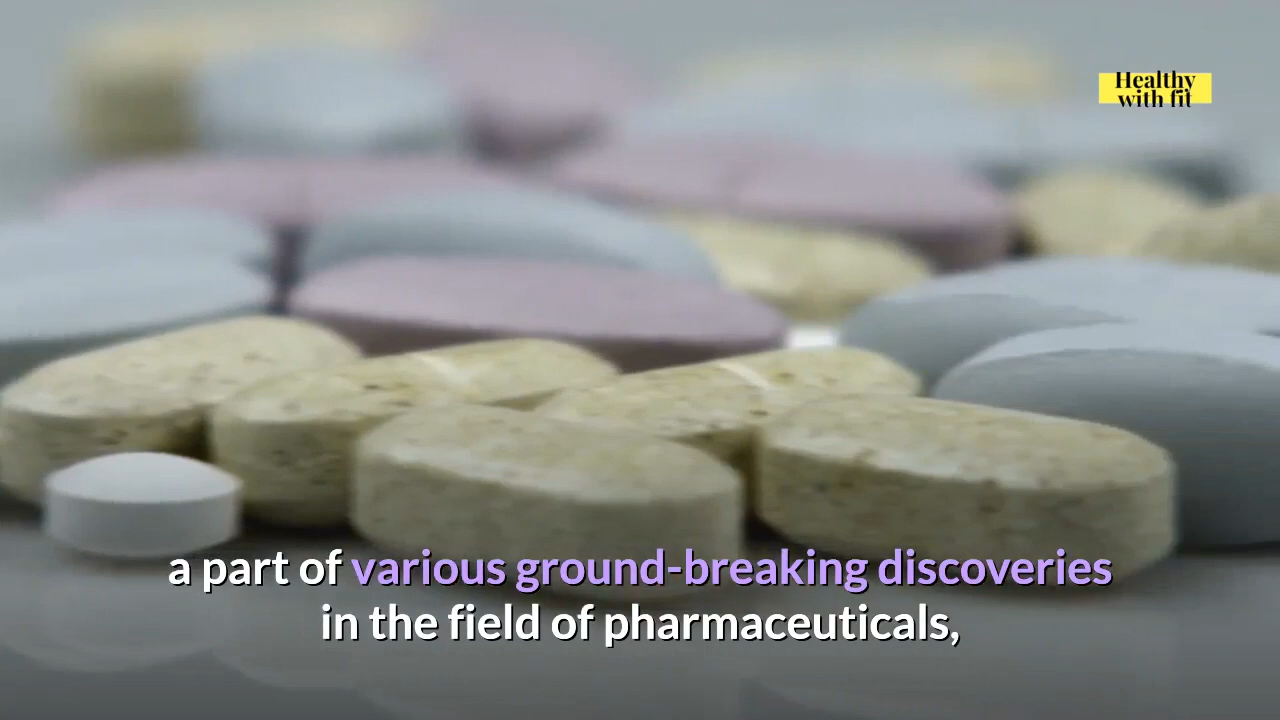 Healthy
with fit
a part of various ground-breaking discoveries
in the field of pharmaceuticals,